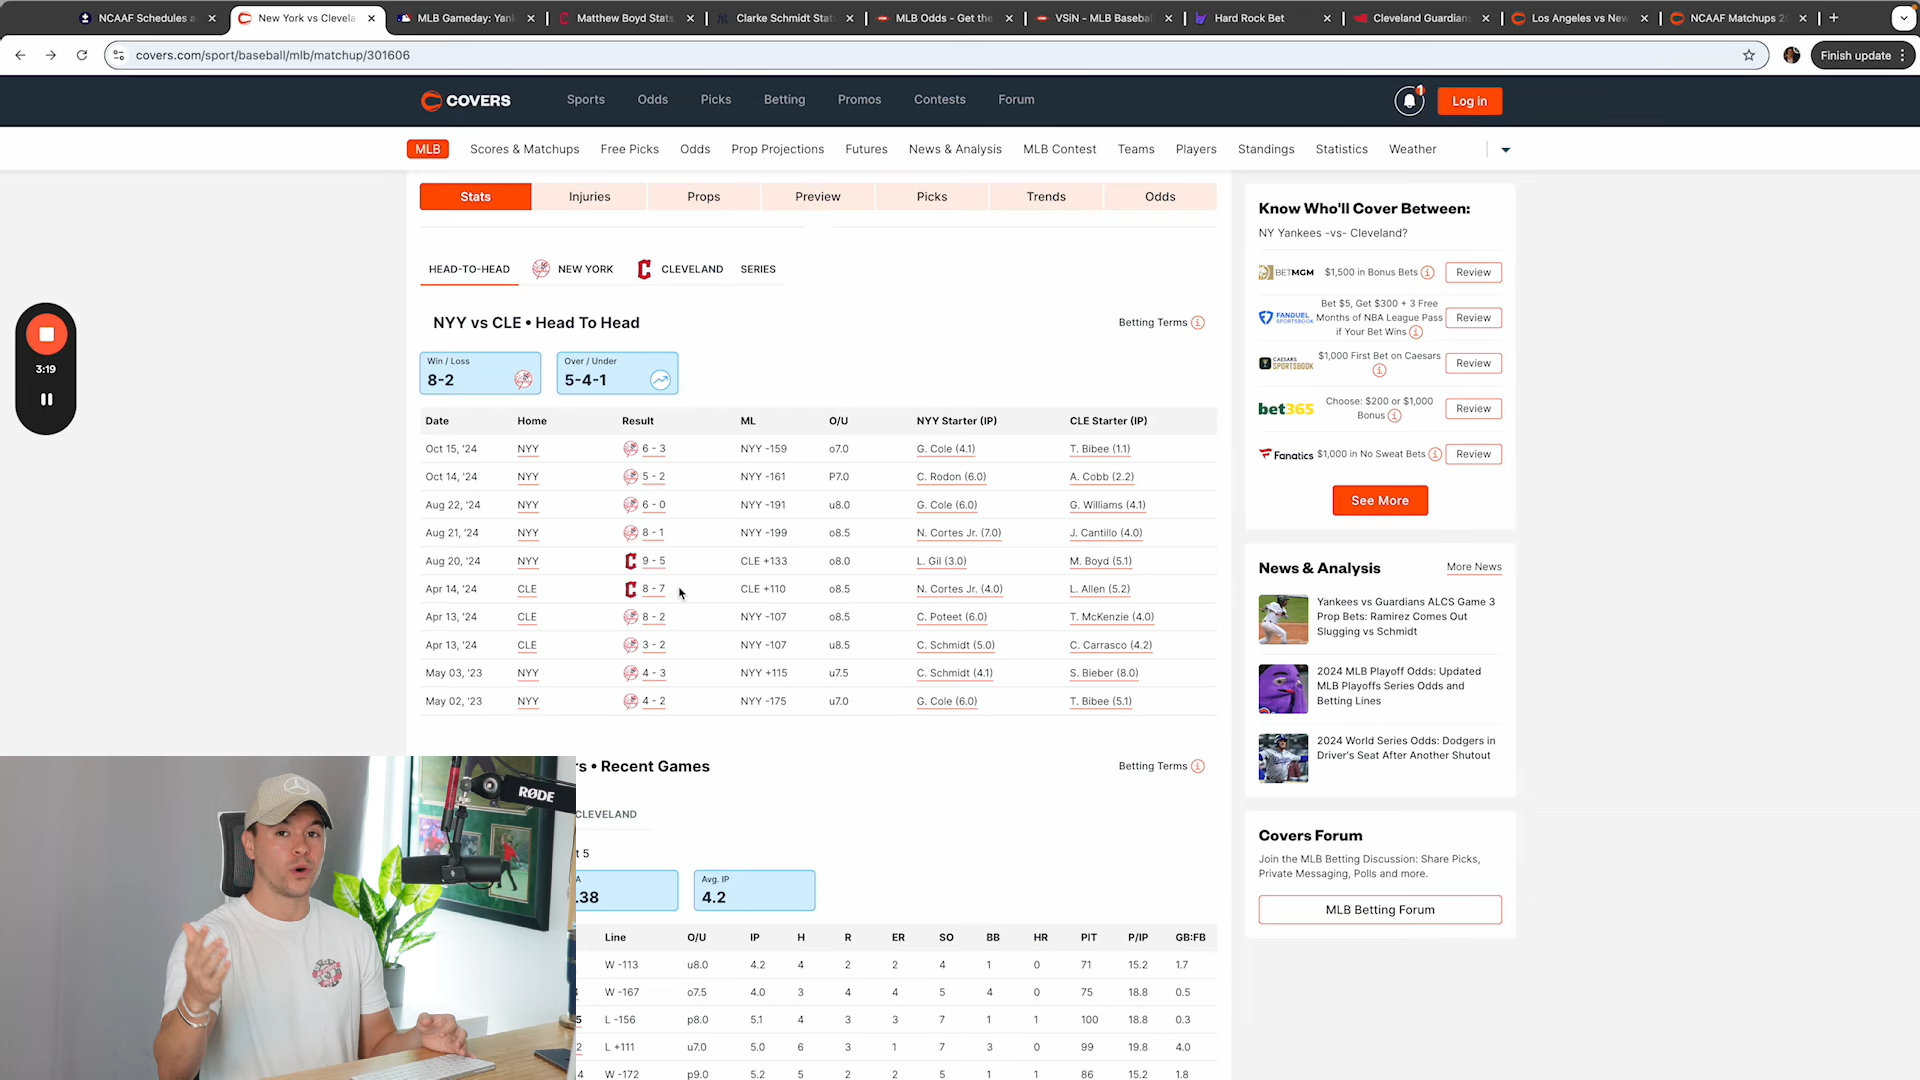 NCAAF Schedules a
New York vs Clevela
MLB Gameday: Yan
Matthew Boyd Stats,
Clarke Schmidt Stat
MLB Odds - Get the
VSiN - MLB Baseba
Hard Rock Bet
Cleveland Guardian
Los Angeles vs New
NCAAF Matchups 2
covers.com/sport/baseball/mlb/matchup/301606
Finish update
COVERS
Sports
Odds
Picks
Betting
Promos
Contests
Forum
1
Log in
MLB
Scores & Matchups
Free Picks
Odds
Prop Projections
Futures
News & Analysis
MLB Contest
Teams
Players
Standings
Statistics
Weather
Stats
Injuries
Props
Preview
Picks
Trends
Odds
HEAD-TO-HEAD
NEW YORK
CLEVELAND
SERIES
NYY vs CLE • Head To Head
Betting Terms
Win / Loss
8-2
Over / Under
5-4-1
Date Home Result ML O/U NYY Starter (IP) CLE Starter (IP)
Oct 15, '24 NYY 6 - 3 NYY -159 o7.0 G. Cole (4.1) T. Bibee (1.1)
Oct 14, '24 NYY 5 - 2 NYY -161 P7.0 C. Rodon (6.0) A. Cobb (2.2)
Aug 22, '24 NYY 6 - 0 NYY -191 u8.0 G. Cole (6.0) G. Williams (4.1)
Aug 21, '24 NYY 8 - 1 NYY -199 o8.5 N. Cortes Jr. (7.0) J. Cantillo (4.0)
Aug 20, '24 NYY 9 - 5 CLE +133 o8.0 L. Gil (3.0) M. Boyd (5.1)
Apr 14, '24 CLE 8 - 7 CLE +110 o8.5 N. Cortes Jr. (4.0) L. Allen (5.2)
Apr 13, '24 CLE 8 - 2 NYY -107 o8.5 C. Poteet (6.0) T. McKenzie (4.0)
Apr 13, '24 CLE 3 - 2 NYY -107 u8.5 C. Schmidt (5.0) C. Carrasco (4.2)
May 03, '23 NYY 4 - 3 NYY +115 u7.5 C. Schmidt (4.1) S. Bieber (8.0)
May 02, '23 NYY 4 - 2 NYY -175 u7.0 G. Cole (6.0) T. Bibee (5.1)
3:19
Know Who'll Cover Between:
NY Yankees -vs- Cleveland?
BETMGM $1,500 in Bonus Bets Review
Bet $5, Get $300 + 3 Free
FANDUEL SPORTSBOOK Months of NBA League Pass Review
if Your Bet Wins
CAESARS SPORTSBOOK $1,000 First Bet on Caesars Review
bet365 Choose: $200 or $1,000 Review
Bonus
Fanatics $1,000 in No Sweat Bets Review
See More
News & Analysis
More News
Yankees vs Guardians ALCS Game 3
Prop Bets: Ramirez Comes Out
Slugging vs Schmidt
2024 MLB Playoff Odds: Updated
MLB Playoffs Series Odds and
Betting Lines
2024 World Series Odds: Dodgers in
Driver's Seat After Another Shutout
Covers Forum
Join the MLB Betting Discussion: Share Picks,
Private Messaging, Polls and more.
MLB Betting Forum
rs • Recent Games
Betting Terms
CLEVELAND
t 5
A
.38
Avg. IP
4.2
Line O/U IP H R ER SO BB HR PIT P/IP GB:FB
W -113 u8.0 4.2 4 2 2 4 1 0 71 15.2 1.7
W -167 o7.5 4.0 3 4 4 5 4 0 75 18.8 0.5
5 L -156 p8.0 5.1 4 3 3 7 1 1 100 18.8 0.3
2 L +111 u7.0 5.0 6 3 1 7 3 0 99 19.8 4.0
4 W -172 p9.0 5.2 5 2 2 5 1 1 86 15.2 1.8
RØDE